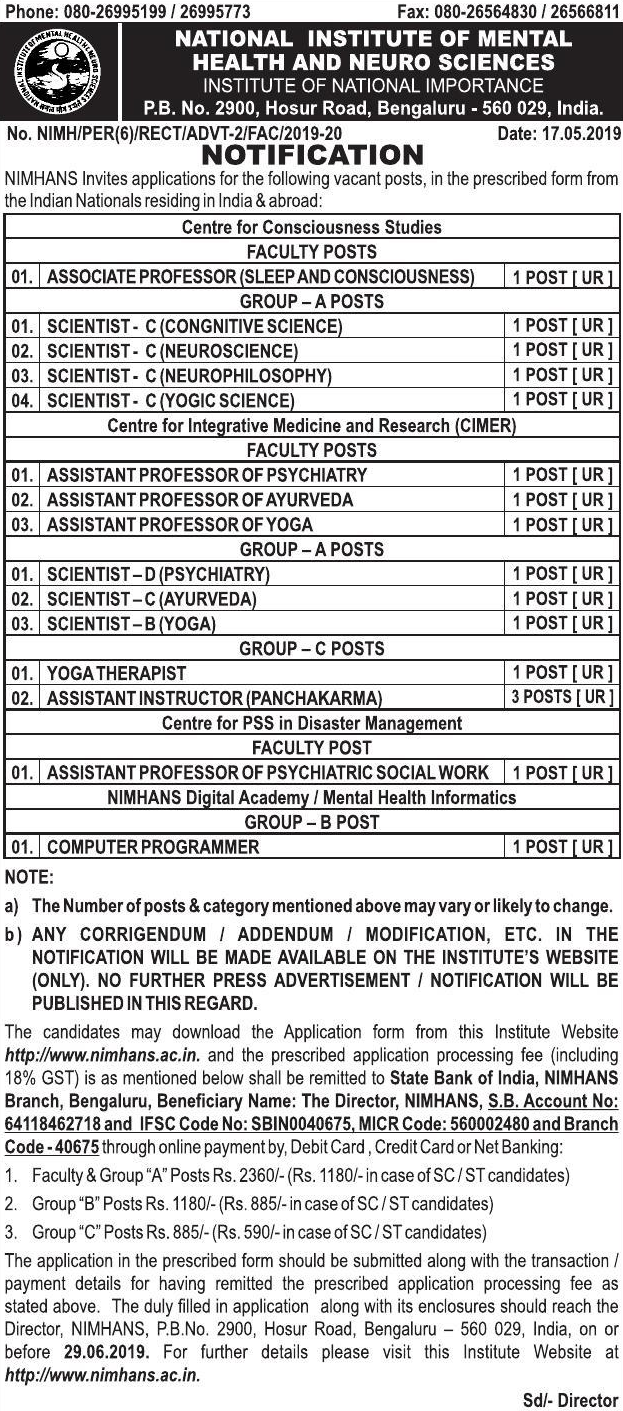 Phone: 080-26995199 / 26995773 Fax: 080-26564830 / 26566811
NATIONAL INSTITUTE OF MENTAL
HEALTH AND NEURO SCIENCES
INSTITUTE OF NATIONAL IMPORTANCE
P.B. No. 2900, Hosur Road, Bengaluru - 560 029, India.
No. NIMH/PER(6)/RECT/ADVT-2/FAC/2019-20 Date: 17.05.2019
NOTIFICATION
NIMHANS Invites applications for the following vacant posts, in the prescribed form from
the Indian Nationals residing in India & abroad:
Centre for Consciousness Studies
FACULTY POSTS
01. ASSOCIATE PROFESSOR (SLEEP AND CONSCIOUSNESS) 1 POST [ UR ]
GROUP – A POSTS
01. SCIENTIST - C (CONGNITIVE SCIENCE) 1 POST [ UR ]
02. SCIENTIST - C (NEUROSCIENCE) 1 POST [ UR ]
03. SCIENTIST - C (NEUROPHILOSOPHY) 1 POST [ UR ]
04. SCIENTIST - C (YOGIC SCIENCE) 1 POST [ UR ]
Centre for Integrative Medicine and Research (CIMER)
FACULTY POSTS
01. ASSISTANT PROFESSOR OF PSYCHIATRY 1 POST [ UR ]
02. ASSISTANT PROFESSOR OF AYURVEDA 1 POST [ UR ]
03. ASSISTANT PROFESSOR OF YOGA 1 POST [ UR ]
GROUP – A POSTS
01. SCIENTIST – D (PSYCHIATRY) 1 POST [ UR ]
02. SCIENTIST – C (AYURVEDA) 1 POST [ UR ]
03. SCIENTIST – B (YOGA) 1 POST [ UR ]
GROUP – C POSTS
01. YOGA THERAPIST 1 POST [ UR ]
02. ASSISTANT INSTRUCTOR (PANCHAKARMA) 3 POSTS [ UR ]
Centre for PSS in Disaster Management
FACULTY POST
01. ASSISTANT PROFESSOR OF PSYCHIATRIC SOCIAL WORK 1 POST [ UR ]
NIMHANS Digital Academy / Mental Health Informatics
GROUP – B POST
01. COMPUTER PROGRAMMER 1 POST [ UR ]
NOTE:
a) The Number of posts & category mentioned above may vary or likely to change.
b) ANY CORRIGENDUM / ADDENDUM / MODIFICATION, ETC. IN THE
NOTIFICATION WILL BE MADE AVAILABLE ON THE INSTITUTE'S WEBSITE
(ONLY). NO FURTHER PRESS ADVERTISEMENT / NOTIFICATION WILL BE
PUBLISHED IN THIS REGARD.
The candidates may download the Application form from this Institute Website
http://www.nimhans.ac.in. and the prescribed application processing fee (including
18% GST) is as mentioned below shall be remitted to State Bank of India, NIMHANS
Branch, Bengaluru, Beneficiary Name: The Director, NIMHANS, S.B. Account No:
64118462718 and IFSC Code No: SBIN0040675, MICR Code: 560002480 and Branch
Code - 40675 through online payment by, Debit Card , Credit Card or Net Banking:
1. Faculty & Group "A" Posts Rs. 2360/- (Rs. 1180/- in case of SC / ST candidates)
2. Group "B" Posts Rs. 1180/- (Rs. 885/- in case of SC / ST candidates)
3. Group "C" Posts Rs. 885/- (Rs. 590/- in case of SC / ST candidates)
The application in the prescribed form should be submitted along with the transaction /
payment details for having remitted the prescribed application processing fee as
stated above. The duly filled in application along with its enclosures should reach the
Director, NIMHANS, P.B.No. 2900, Hosur Road, Bengaluru – 560 029, India, on or
before 29.06.2019. For further details please visit this Institute Website at
http://www.nimhans.ac.in.
Sd/- Director